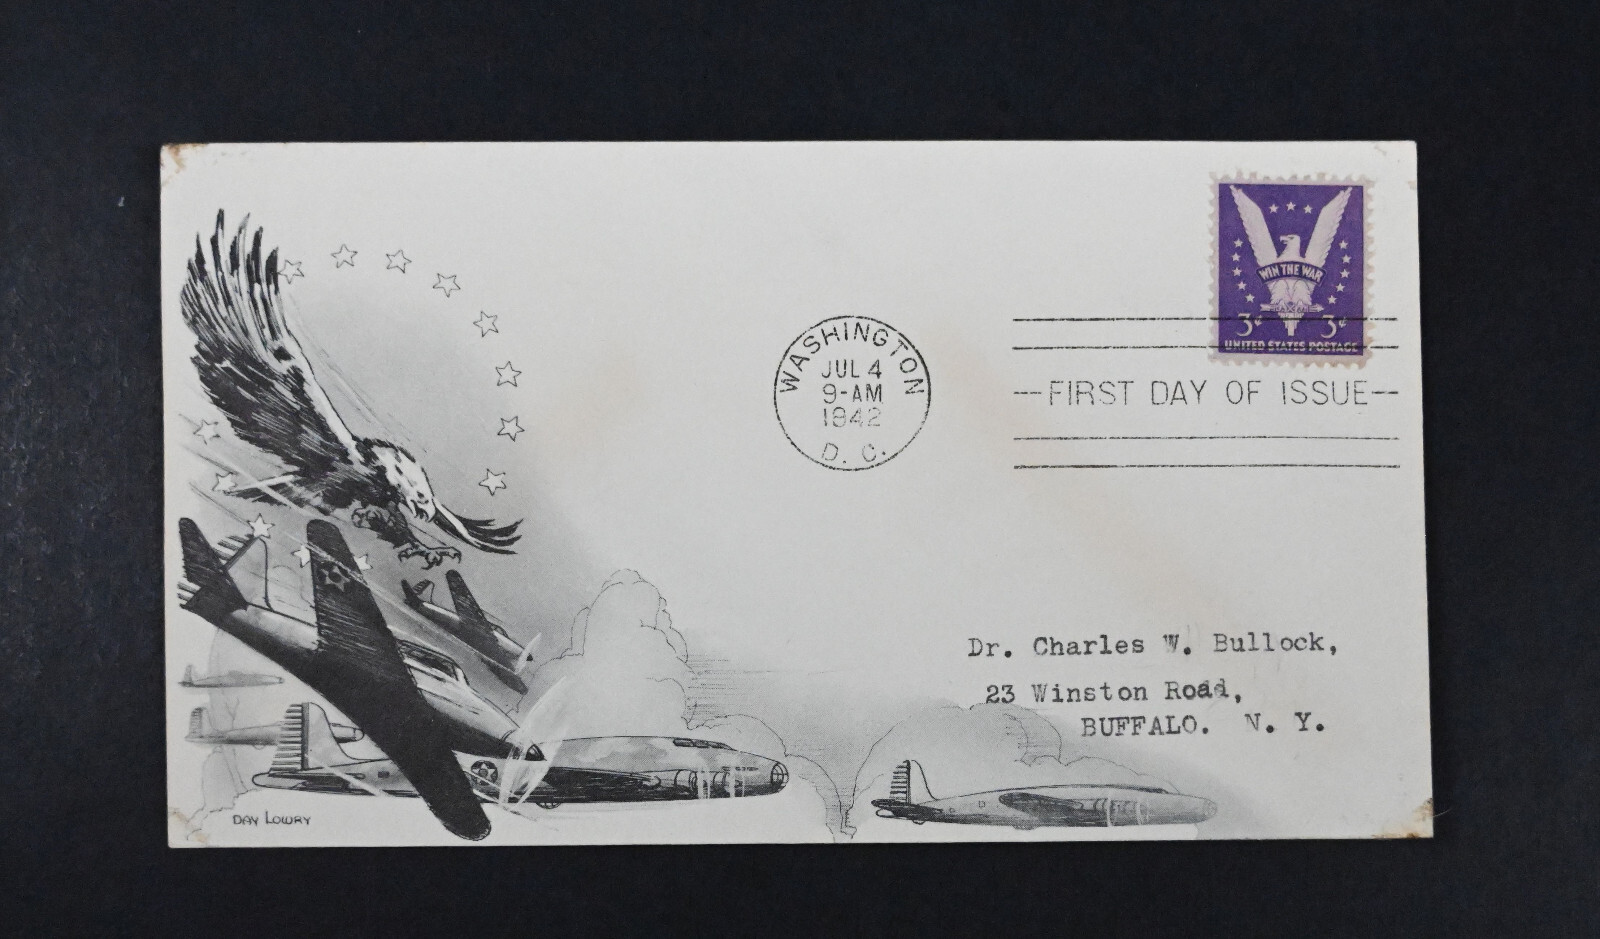 WIN THE WAR
3¢ 3¢
UNITED STATES POSTAGE
WASHINGTON
JUL 4
9-AM
1942
D. C.
FIRST DAY OF ISSUE
Dr. Charles W. Bullock,
23 Winston Road,
BUFFALO. N. Y.
DAY LOWRY